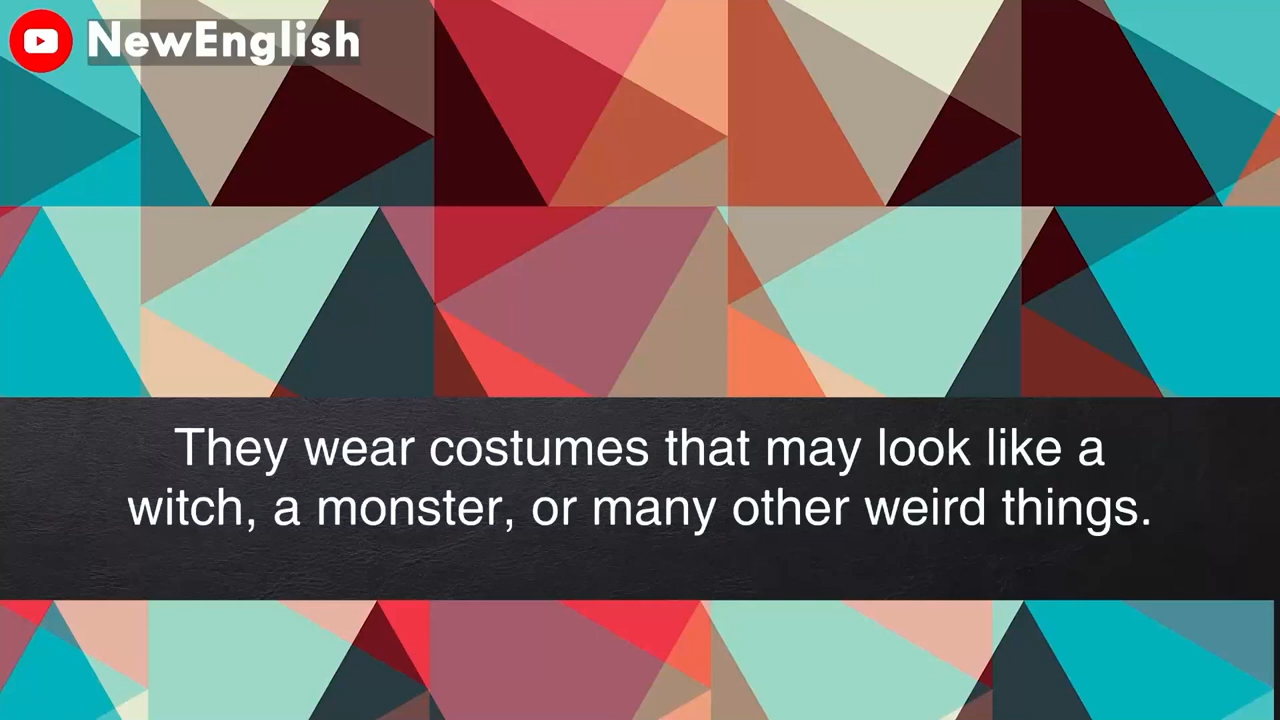 NewEnglish
They wear costumes that may look like a
witch, a monster, or many other weird things.